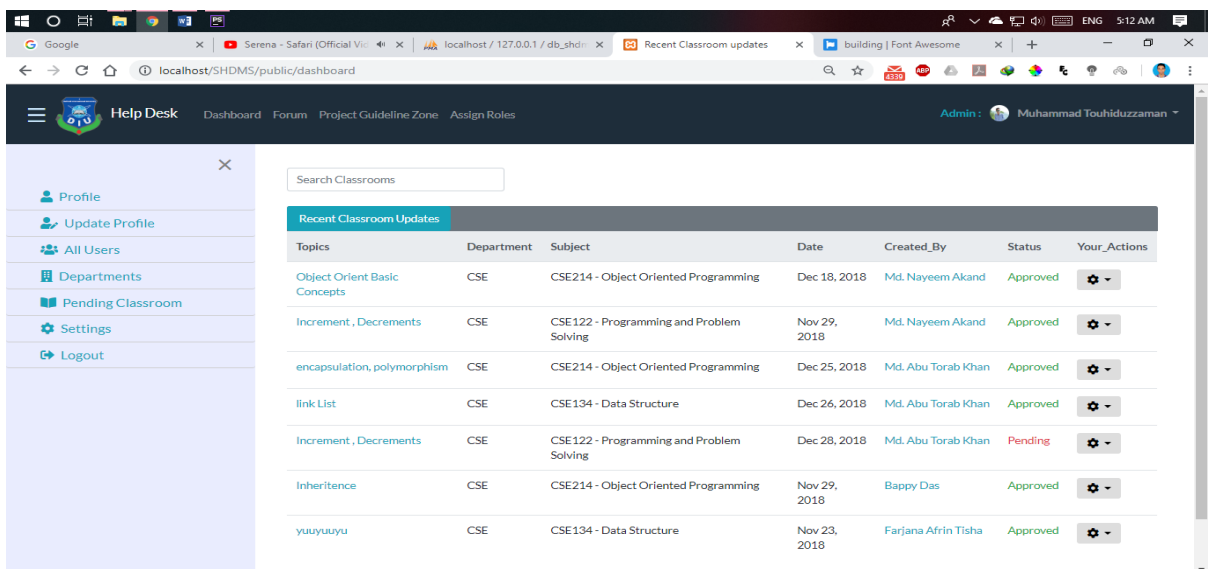 W
PS
ENG 5:12 AM
Google
Serena - Safari (Official Vid
localhost / 127.0.0.1 / db_shdm
Recent Classroom updates
building | Font Awesome
localhost/SHDMS/public/dashboard
4339
ABP
DIU
Help Desk
Dashboard Forum Project Guideline Zone Assign Roles
Admin : Muhammad Touhiduzzaman
Profile
Update Profile
All Users
Departments
Pending Classroom
Settings
Logout
Search Classrooms
Recent Classroom Updates
Topics Department Subject Date Created_By Status Your_Actions
Object Orient Basic CSE CSE214 - Object Oriented Programming Dec 18, 2018 Md. Nayeem Akand Approved
Concepts
Increment , Decrements CSE CSE122 - Programming and Problem Nov 29, Md. Nayeem Akand Approved
Solving 2018
encapsulation, polymorphism CSE CSE214 - Object Oriented Programming Dec 25, 2018 Md. Abu Torab Khan Approved
link List CSE CSE134 - Data Structure Dec 26, 2018 Md. Abu Torab Khan Approved
Increment , Decrements CSE CSE122 - Programming and Problem Dec 28, 2018 Md. Abu Torab Khan Pending
Solving
Inheritence CSE CSE214 - Object Oriented Programming Nov 29, Bappy Das Approved
2018
yuuyuuyu CSE CSE134 - Data Structure Nov 23, Farjana Afrin Tisha Approved
2018